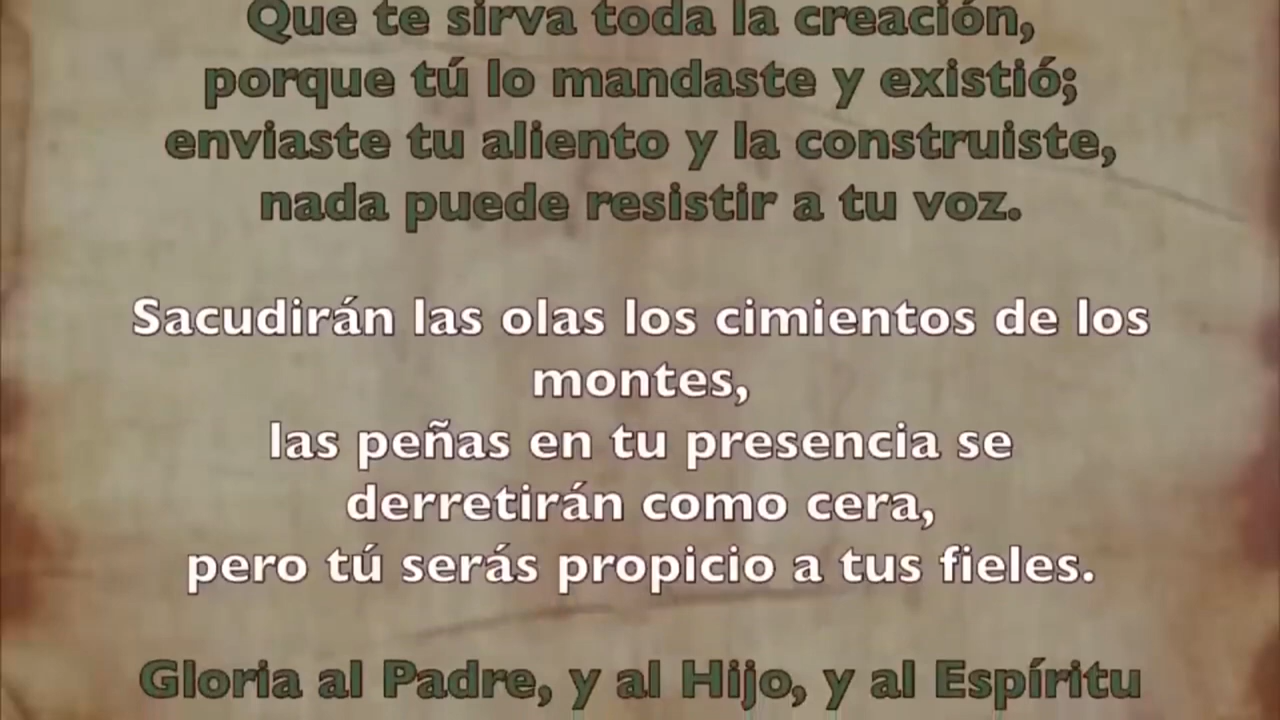 Que te sirva toda la creación,
porque tú lo mandaste y existió;
enviaste tu aliento y la construiste,
nada puede resistir a tu voz.
Sacudirán las olas los cimientos de los
montes,
las peñas en tu presencia se
derretirán como cera,
pero tú serás propicio a tus fieles.
Gloria al Padre, y al Hijo, y al Espíritu